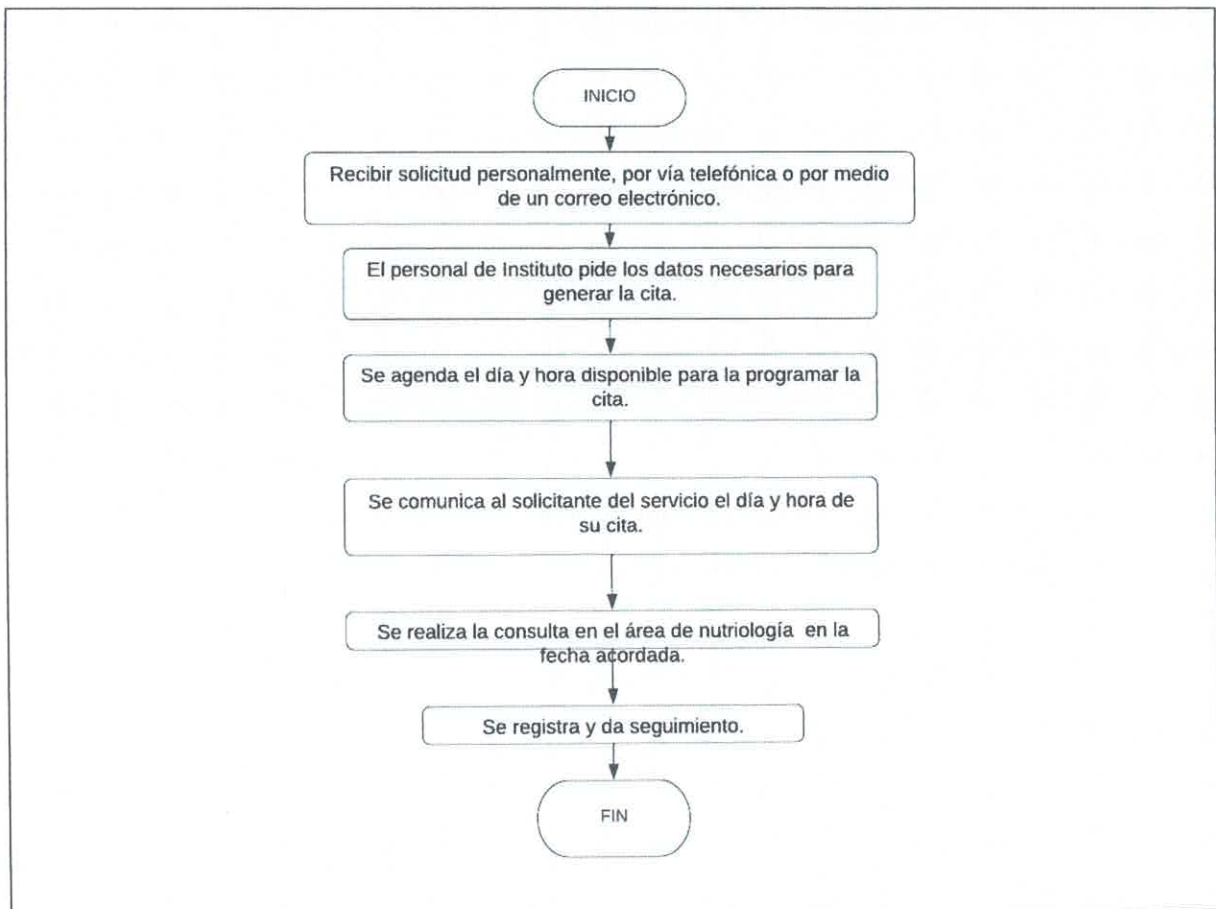 INICIO
Recibir solicitud personalmente, por vía telefónica o por medio
de un correo electrónico.
El personal de Instituto pide los datos necesarios para
generar la cita.
Se agenda el día y hora disponible para la programar la
cita.
Se comunica al solicitante del servicio el día y hora de
su cita.
Se realiza la consulta en el área de nutriología en la
fecha acordada.
Se registra y da seguimiento.
FIN